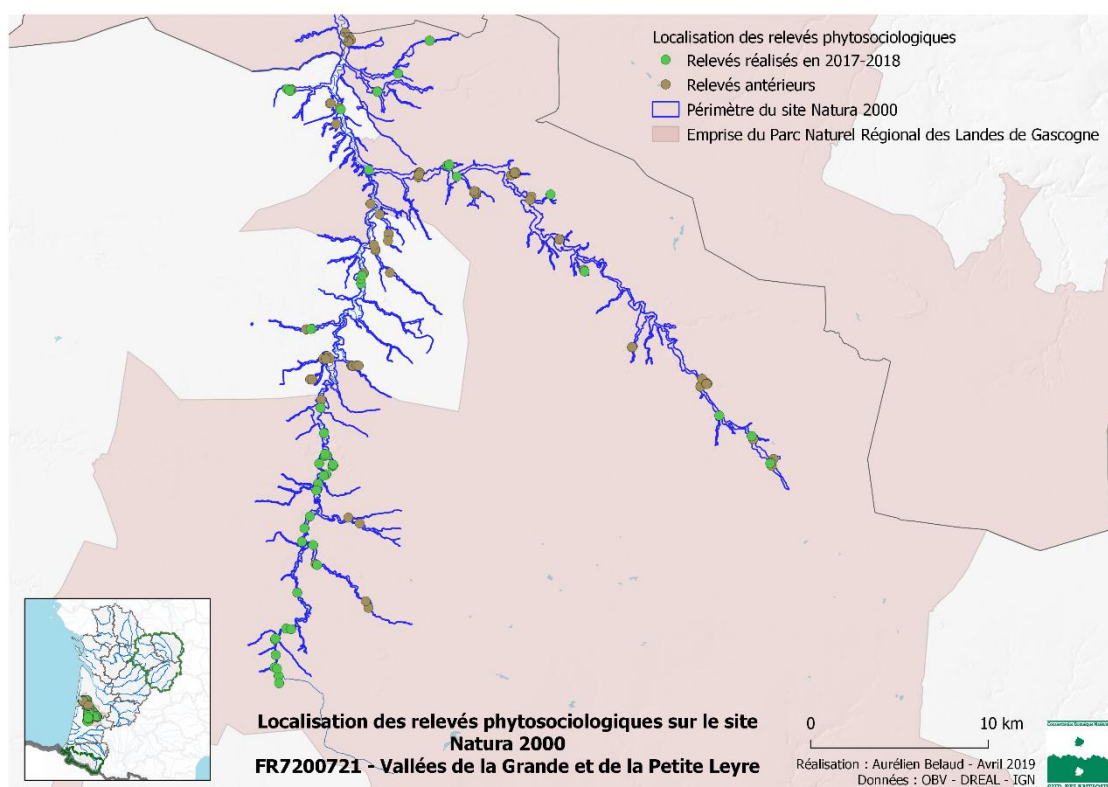 Localisation des relevés phytosociologiques
Relevés réalisés en 2017-2018
Relevés antérieurs
Périmètre du site Natura 2000
Emprise du Parc Naturel Régional des Landes de Gascogne
Localisation des relevés phytosociologiques sur le site
Natura 2000
FR7200721 - Vallées de la Grande et de la Petite Leyre
0 10 km
Réalisation : Aurélien Belaud - Avril 2019
Données : OBV - DREAL - IGN
SUD-ATLANTIQUE